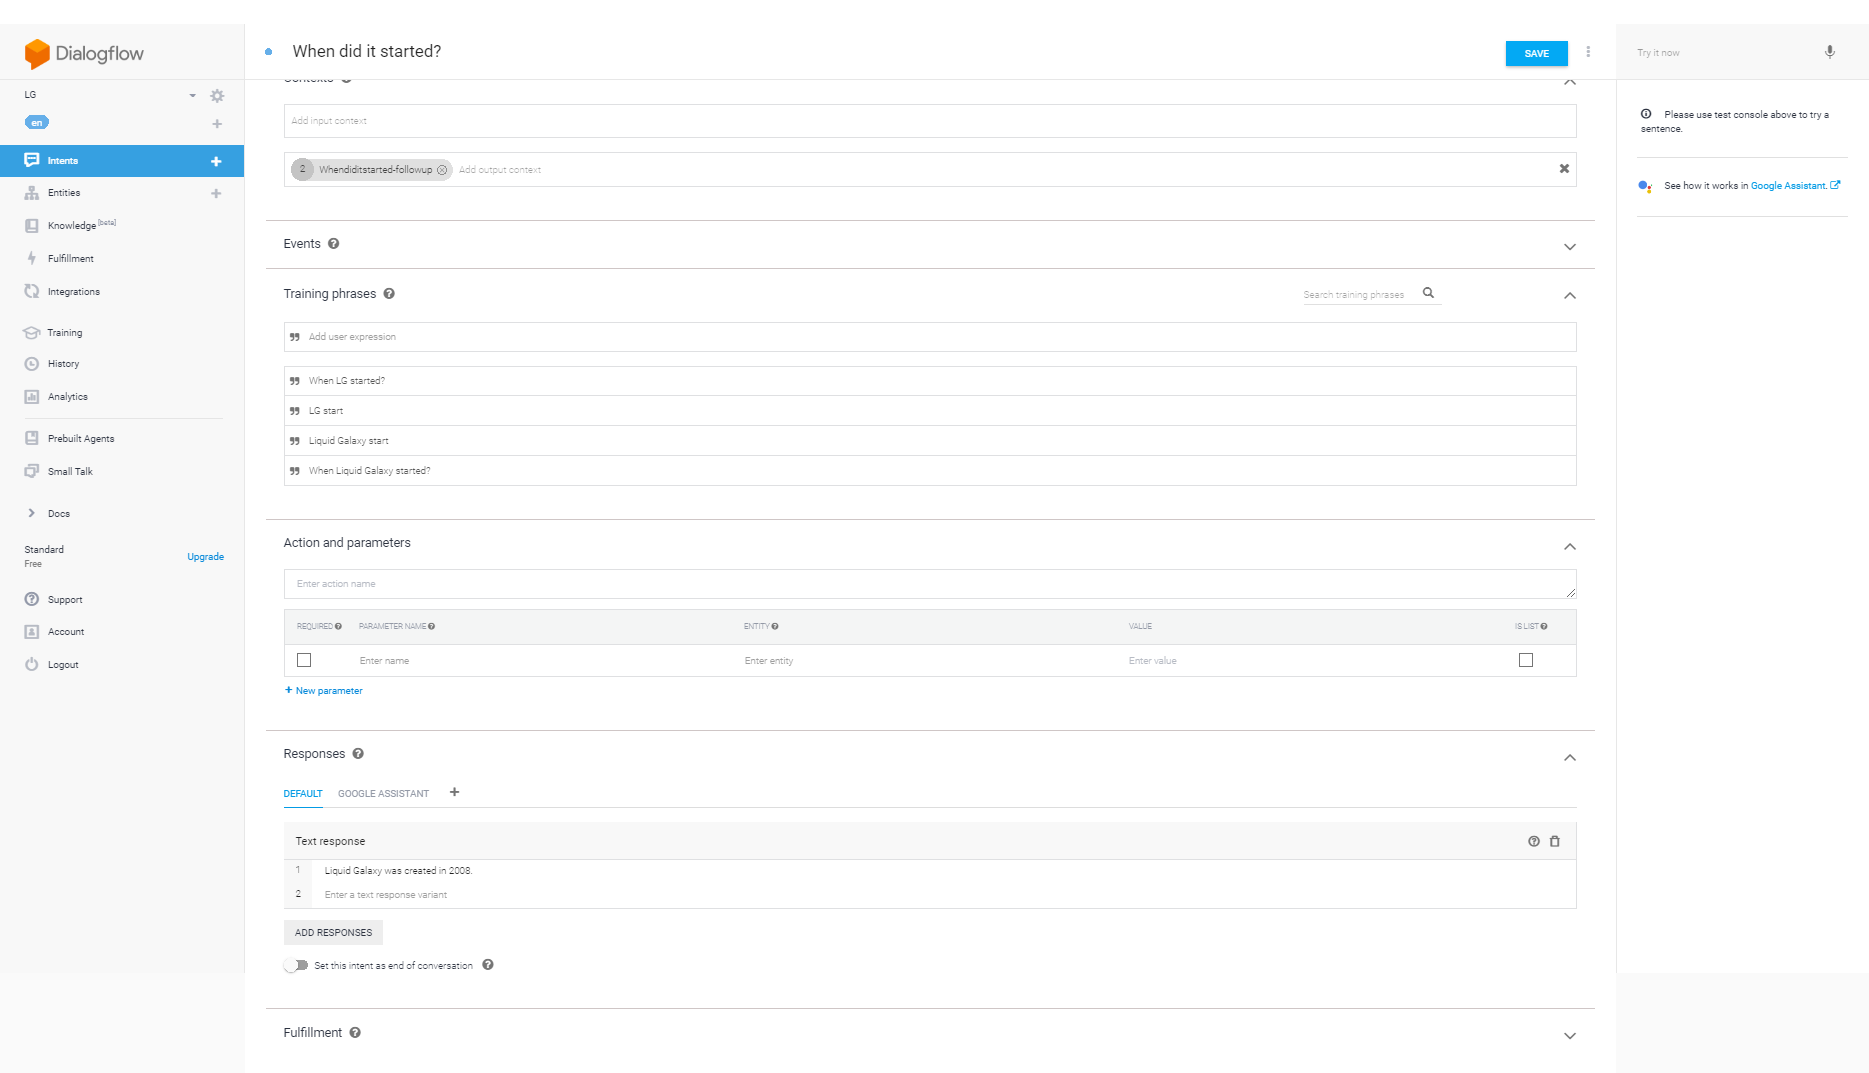 Dialogflow
When did it started?
SAVE
Try it now
LG
en
Intents
Entities
Knowledge [beta]
Fulfillment
Integrations
Training
History
Analytics
Prebuilt Agents
Small Talk
Docs
Standard
Free
Upgrade
Support
Account
Logout
Contexts
Add input context
2 Whendiditstarted-followup Add output context
Events
Training phrases
Search training phrases
Add user expression
When LG started?
LG start
Liquid Galaxy start
When Liquid Galaxy started?
Action and parameters
Enter action name
REQUIRED PARAMETER NAME ENTITY VALUE IS LIST
Enter name Enter entity Enter value
+ New parameter
Responses
DEFAULT GOOGLE ASSISTANT +
Text response
1 Liquid Galaxy was created in 2008.
2 Enter a text response variant
ADD RESPONSES
Set this intent as end of conversation
Fulfillment
Please use test console above to try a
sentence.
See how it works in Google Assistant.